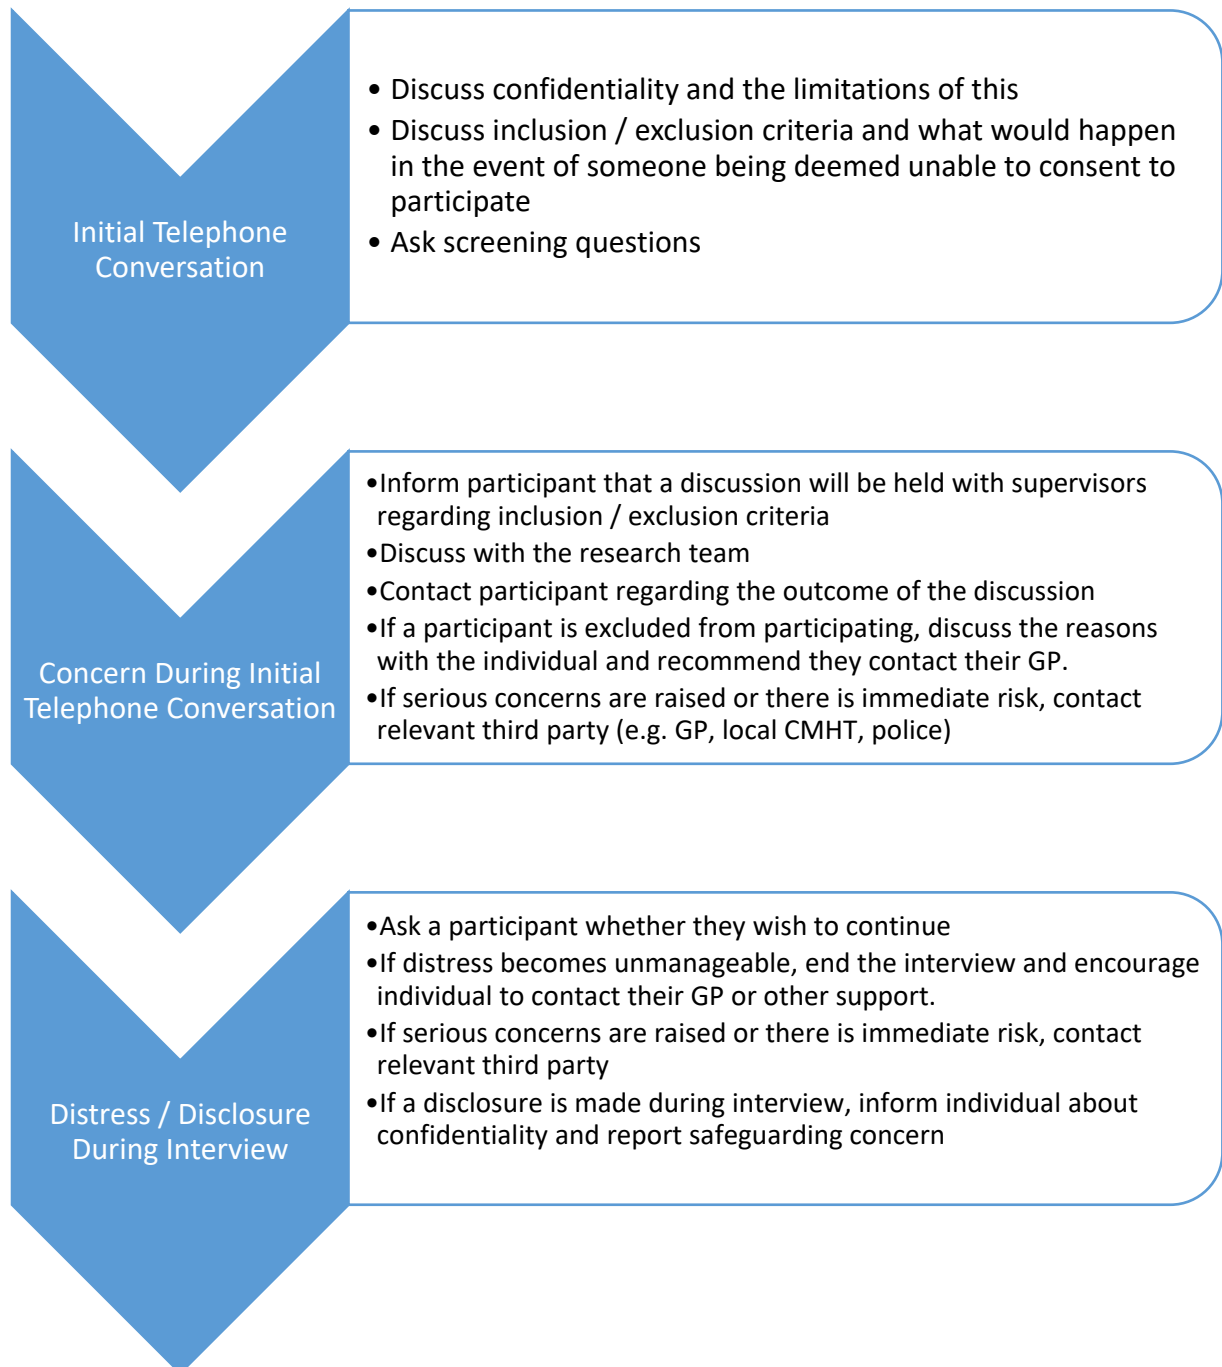 Initial Telephone
Conversation
• Discuss confidentiality and the limitations of this
• Discuss inclusion / exclusion criteria and what would happen
in the event of someone being deemed unable to consent to
participate
• Ask screening questions
Concern During Initial
Telephone Conversation
•Inform participant that a discussion will be held with supervisors
regarding inclusion / exclusion criteria
•Discuss with the research team
•Contact participant regarding the outcome of the discussion
•If a participant is excluded from participating, discuss the reasons
with the individual and recommend they contact their GP.
•If serious concerns are raised or there is immediate risk, contact
relevant third party (e.g. GP, local CMHT, police)
Distress / Disclosure
During Interview
•Ask a participant whether they wish to continue
•If distress becomes unmanageable, end the interview and encourage
individual to contact their GP or other support.
•If serious concerns are raised or there is immediate risk, contact
relevant third party
•If a disclosure is made during interview, inform individual about
confidentiality and report safeguarding concern